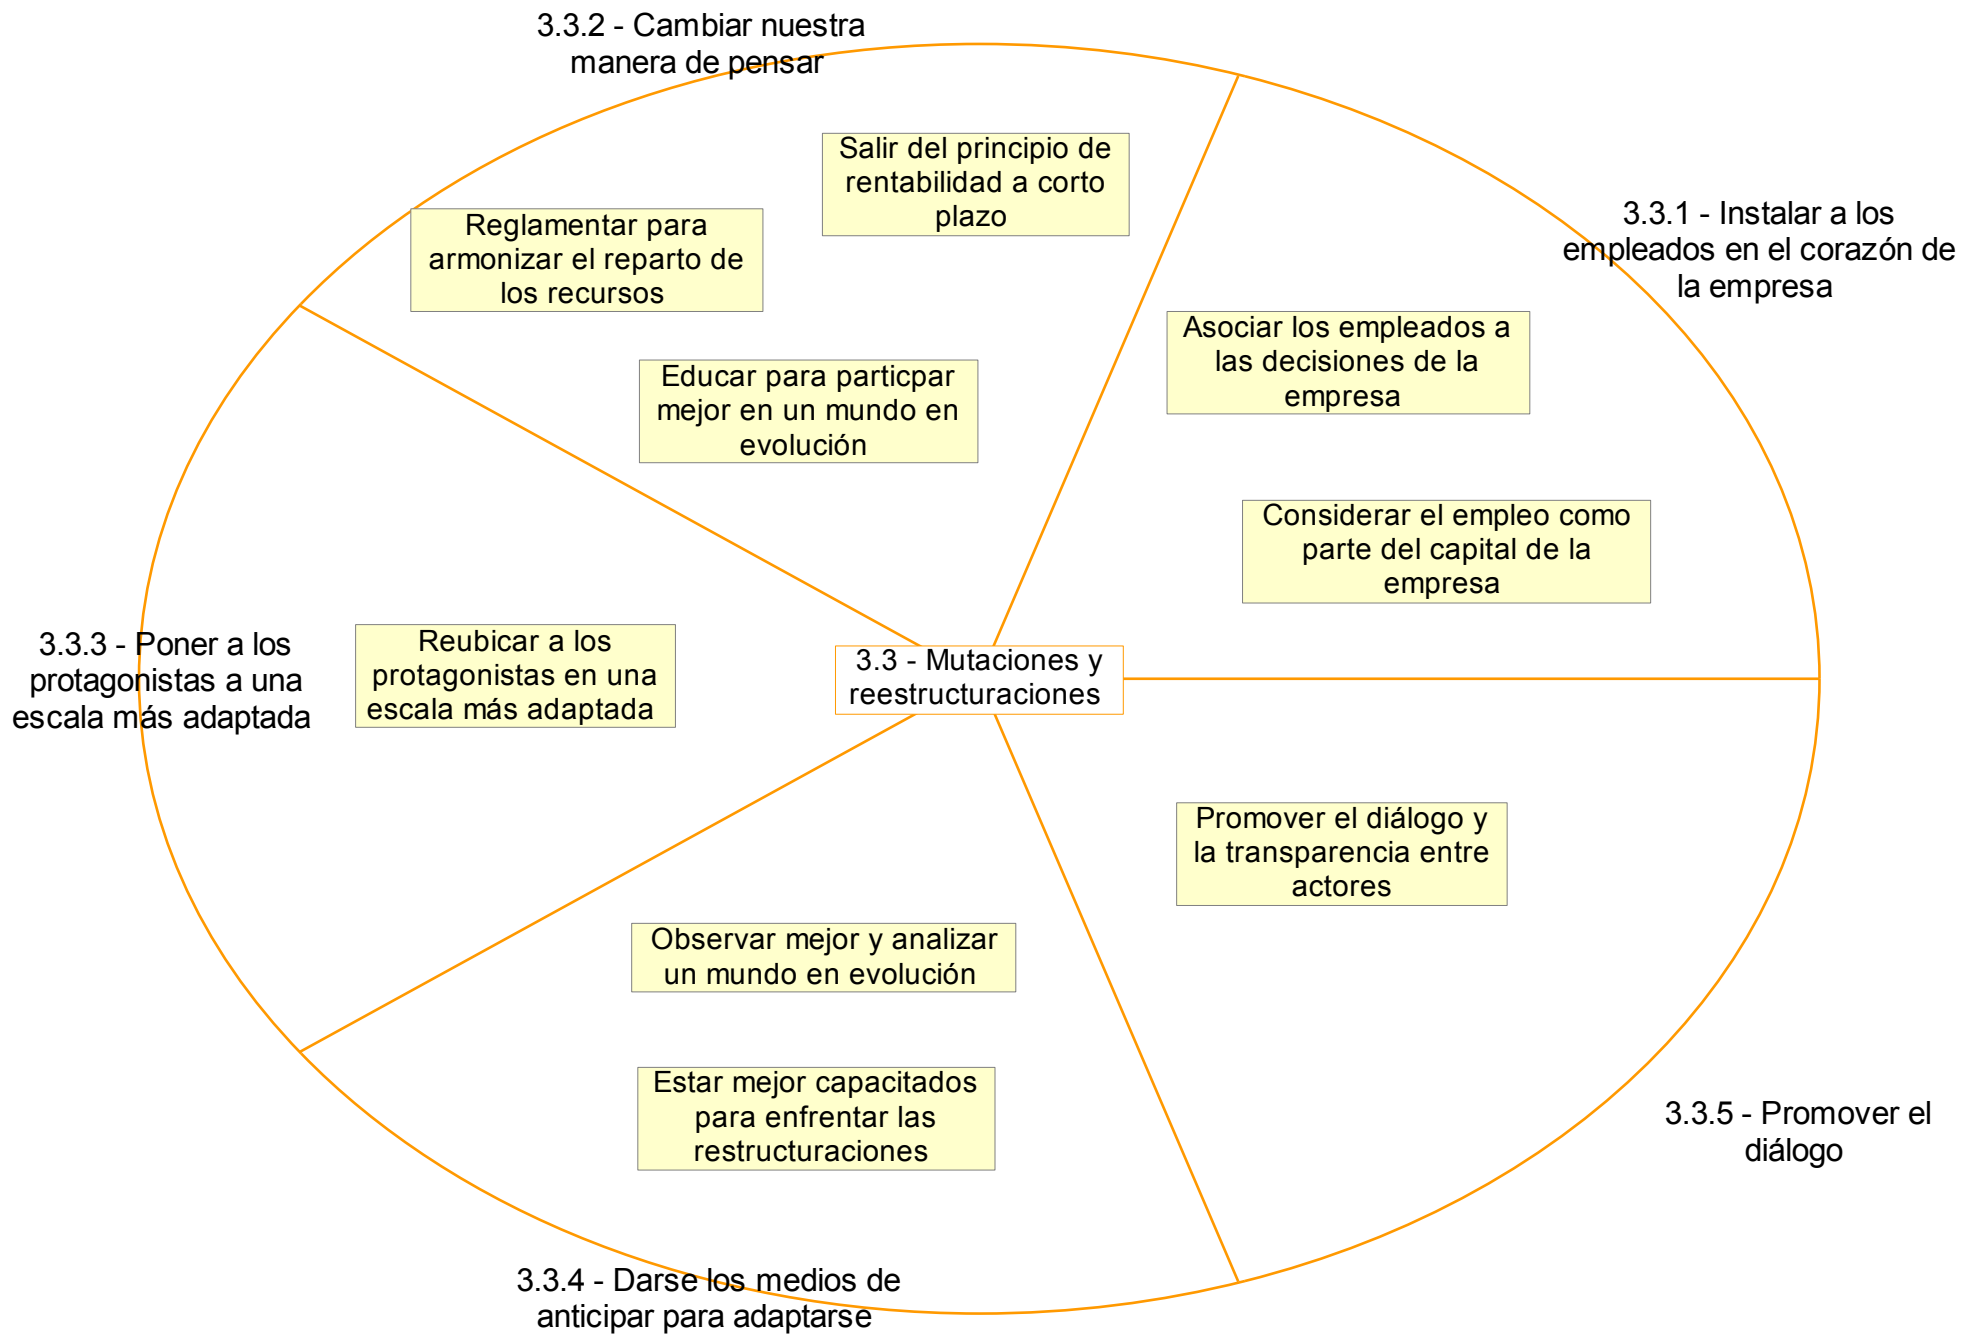 3.3.2 - Cambiar nuestra
manera de pensar
Salir del principio de
rentabilidad a corto
plazo
Reglamentar para
armonizar el reparto de
los recursos
3.3.1 - Instalar a los
empleados en el corazón de
la empresa
Asociar los empleados a
las decisiones de la
empresa
Educar para particpar
mejor en un mundo en
evolución
Considerar el empleo como
parte del capital de la
empresa
3.3.3 - Poner a los
protagonistas a una
escala más adaptada
Reubicar a los
protagonistas en una
escala más adaptada
3.3 - Mutaciones y
reestructuraciones
Promover el diálogo y
la transparencia entre
actores
Observar mejor y analizar
un mundo en evolución
Estar mejor capacitados
para enfrentar las
restructuraciones
3.3.5 - Promover el
diálogo
3.3.4 - Darse los medios de
anticipar para adaptarse